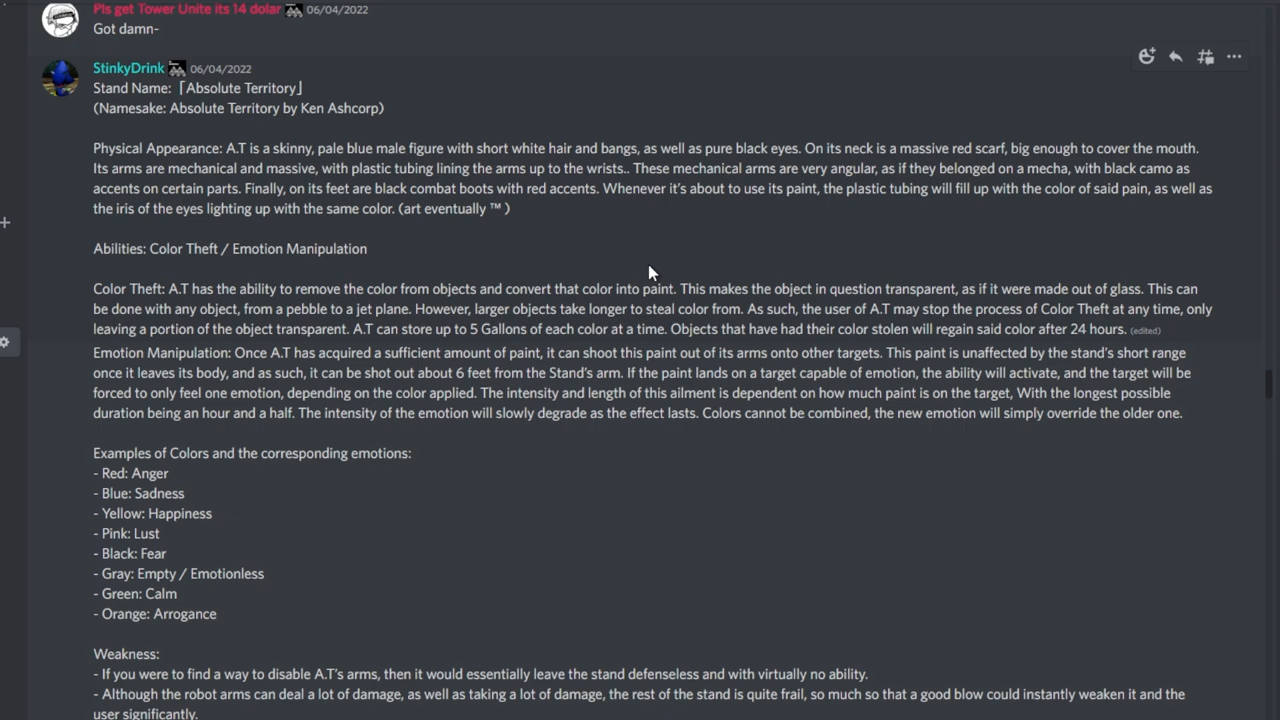 Pls get Tower Unite its 14 dolar 06/04/2022
Got damn-
StinkyDrink 06/04/2022
Stand Name: 「Absolute Territory」
(Namesake: Absolute Territory by Ken Ashcorp)
Physical Appearance: A.T is a skinny, pale blue male figure with short white hair and bangs, as well as pure black eyes. On its neck is a massive red scarf, big enough to cover the mouth.
Its arms are mechanical and massive, with plastic tubing lining the arms up to the wrists.. These mechanical arms are very angular, as if they belonged on a mecha, with black camo as
accents on certain parts. Finally, on its feet are black combat boots with red accents. Whenever it's about to use its paint, the plastic tubing will fill up with the color of said pain, as well as
the iris of the eyes lighting up with the same color. (art eventually ™ )
Abilities: Color Theft / Emotion Manipulation
Color Theft: A.T has the ability to remove the color from objects and convert that color into paint. This makes the object in question transparent, as if it were made out of glass. This can
be done with any object, from a pebble to a jet plane. However, larger objects take longer to steal color from. As such, the user of A.T may stop the process of Color Theft at any time, only
leaving a portion of the object transparent. A.T can store up to 5 Gallons of each color at a time. Objects that have had their color stolen will regain said color after 24 hours. (edited)
Emotion Manipulation: Once A.T has acquired a sufficient amount of paint, it can shoot this paint out of its arms onto other targets. This paint is unaffected by the stand's short range
once it leaves its body, and as such, it can be shot out about 6 feet from the Stand's arm. If the paint lands on a target capable of emotion, the ability will activate, and the target will be
forced to only feel one emotion, depending on the color applied. The intensity and length of this ailment is dependent on how much paint is on the target, With the longest possible
duration being an hour and a half. The intensity of the emotion will slowly degrade as the effect lasts. Colors cannot be combined, the new emotion will simply override the older one.
Examples of Colors and the corresponding emotions:
- Red: Anger
- Blue: Sadness
- Yellow: Happiness
- Pink: Lust
- Black: Fear
- Gray: Empty / Emotionless
- Green: Calm
- Orange: Arrogance
Weakness:
- If you were to find a way to disable A.T's arms, then it would essentially leave the stand defenseless and with virtually no ability.
- Although the robot arms can deal a lot of damage, as well as taking a lot of damage, the rest of the stand is quite frail, so much so that a good blow could instantly weaken it and the
user significantly.